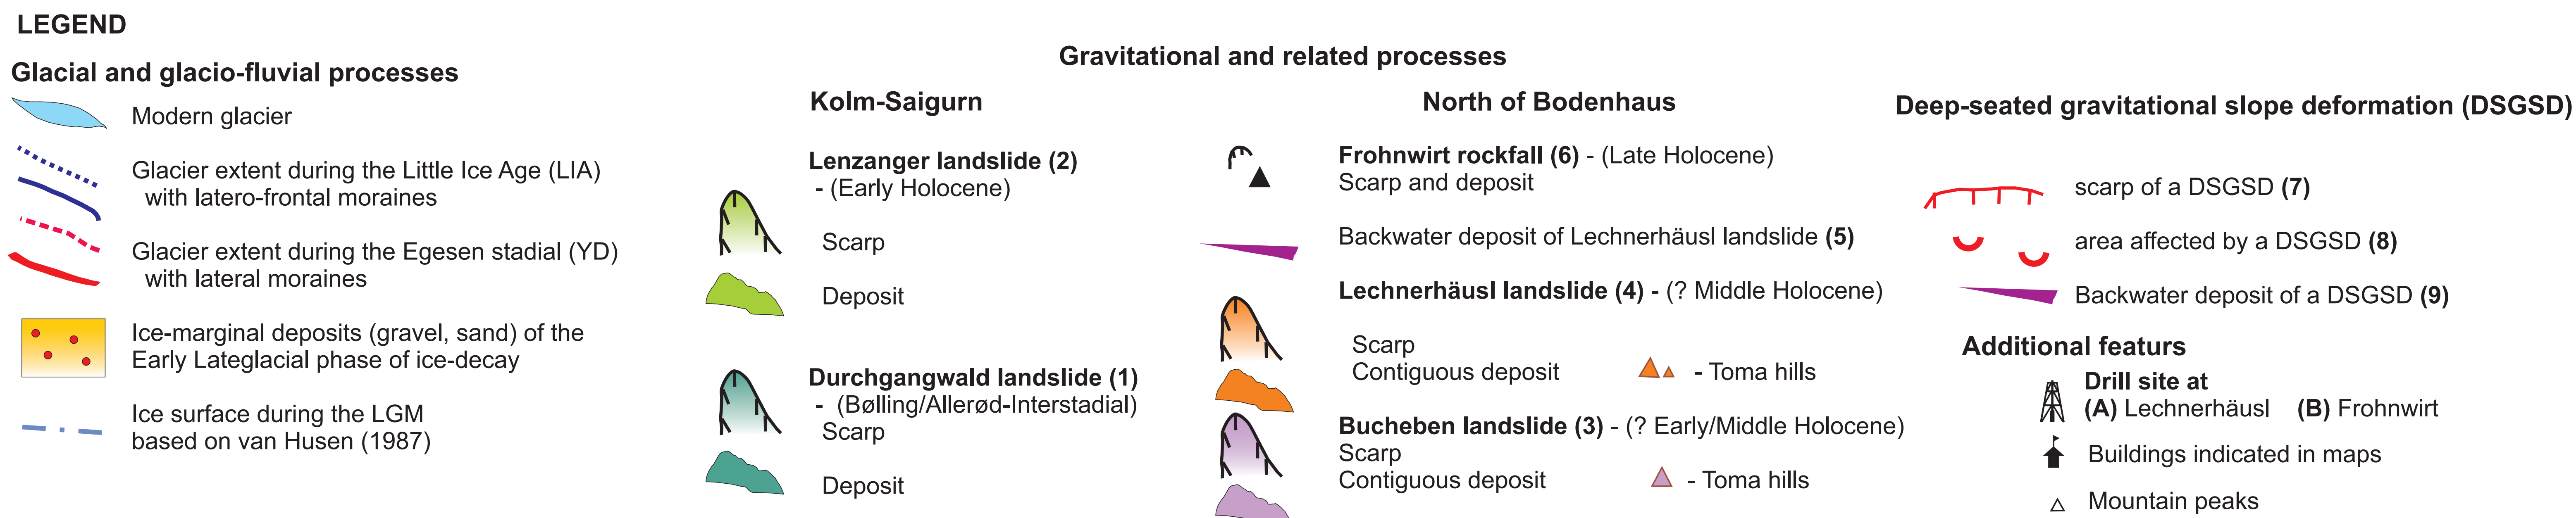 LEGEND
Glacial and glacio-fluvial processes
Modern glacier
Glacier extent during the Little Ice Age (LIA)
with latero-frontal moraines
Glacier extent during the Egesen stadial (YD)
with lateral moraines
Ice-marginal deposits (gravel, sand) of the
Early Lateglacial phase of ice-decay
Ice surface during the LGM
based on van Husen (1987)
Gravitational and related processes
Kolm-Saigurn
Lenzanger landslide (2)
- (Early Holocene)
Scarp
Deposit
Durchgangwald landslide (1)
- (Bølling/Allerød-Interstadial)
Scarp
Deposit
North of Bodenhaus
Frohnwirt rockfall (6) - (Late Holocene)
Scarp and deposit
Backwater deposit of Lechnerhäusl landslide (5)
Lechnerhäusl landslide (4) - (? Middle Holocene)
Scarp
Contiguous deposit - Toma hills
Bucheben landslide (3) - (? Early/Middle Holocene)
Scarp
Contiguous deposit - Toma hills
Deep-seated gravitational slope deformation (DSGSD)
scarp of a DSGSD (7)
area affected by a DSGSD (8)
Backwater deposit of a DSGSD (9)
Additional featurs
Drill site at
(A) Lechnerhäusl (B) Frohnwirt
Buildings indicated in maps
Mountain peaks